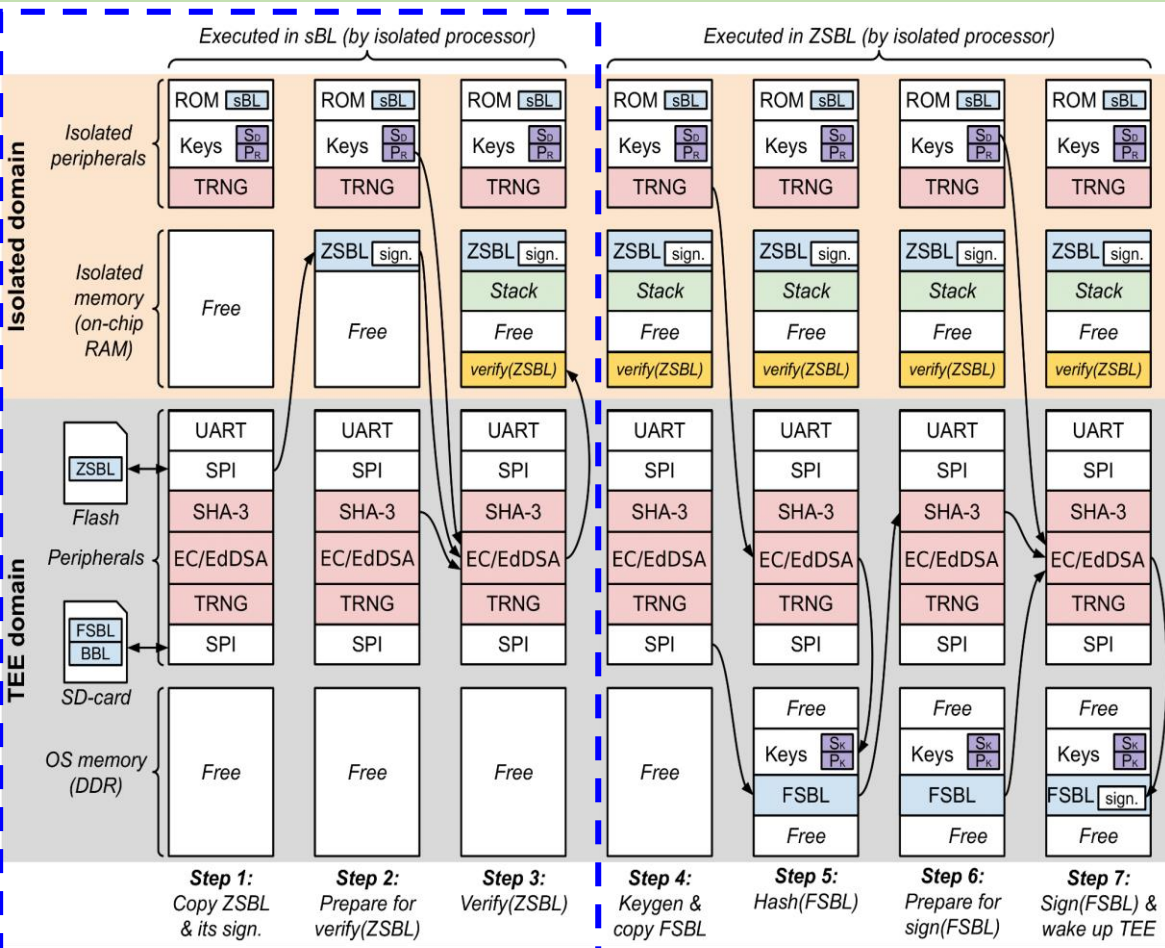 Executed in sBL (by isolated processor)
Executed in ZSBL (by isolated processor)
Isolated domain
Isolated
peripherals
ROM sBL
Keys SD PR
TRNG
ROM sBL
Keys SD PR
TRNG
ROM sBL
Keys SD PR
TRNG
ROM sBL
Keys SD PR
TRNG
ROM sBL
Keys SD PR
TRNG
ROM sBL
Keys SD PR
TRNG
ROM sBL
Keys SD PR
TRNG
Isolated
memory
(on-chip
RAM)
Free
ZSBL sign.
Free
ZSBL sign.
Stack
Free
verify(ZSBL)
ZSBL sign.
Stack
Free
verify(ZSBL)
ZSBL sign.
Stack
Free
verify(ZSBL)
ZSBL sign.
Stack
Free
verify(ZSBL)
ZSBL sign.
Stack
Free
verify(ZSBL)
TEE domain
ZSBL
Flash
Peripherals
FSBL
BBL
SD-card
UART
SPI
SHA-3
EC/EdDSA
TRNG
SPI
UART
SPI
SHA-3
EC/EdDSA
TRNG
SPI
UART
SPI
SHA-3
EC/EdDSA
TRNG
SPI
UART
SPI
SHA-3
EC/EdDSA
TRNG
SPI
UART
SPI
SHA-3
EC/EdDSA
TRNG
SPI
UART
SPI
SHA-3
EC/EdDSA
TRNG
SPI
UART
SPI
SHA-3
EC/EdDSA
TRNG
SPI
OS memory
(DDR)
Free
Free
Free
Free
Free
Keys SK PK
FSBL
Free
Free
Keys SK PK
FSBL
Free
Free
Keys SK PK
FSBL sign.
Free
Step 1:
Copy ZSBL
& its sign.
Step 2:
Prepare for
verify(ZSBL)
Step 3:
Verify(ZSBL)
Step 4:
Keygen &
copy FSBL
Step 5:
Hash(FSBL)
Step 6:
Prepare for
sign(FSBL)
Step 7:
Sign(FSBL) &
wake up TEE